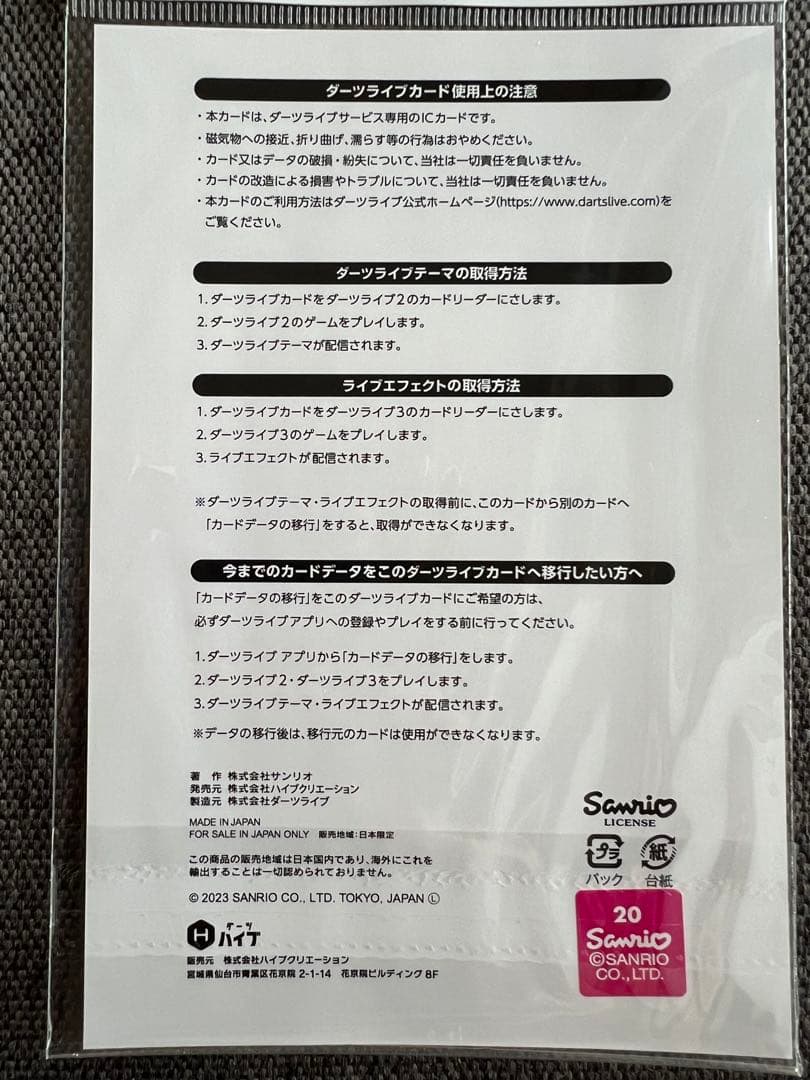 ダーツライブカード使用上の注意
・本カードは、ダーツライブサービス専用のICカードです。
・磁気物への接近、折り曲げ、濡らす等の行為はおやめください。
・カード又はデータの破損・紛失について、当社は一切責任を負いません。
・カードの改造による損害やトラブルについて、当社は一切責任を負いません。
・本カードのご利用方法はダーツライブ公式ホームページ(https://www.dartslive.com)を
ご覧ください。
ダーツライブテーマの取得方法
1. ダーツライブカードをダーツライブ2のカードリーダーにさします。
2. ダーツライブ2のゲームをプレイします。
3. ダーツライブテーマが配信されます。
ライブエフェクトの取得方法
1. ダーツライブカードをダーツライブ3のカードリーダーにさします。
2. ダーツライブ3のゲームをプレイします。
3. ライブエフェクトが配信されます。
※ダーツライブテーマ・ライブエフェクトの取得前に、このカードから別のカードへ
「カードデータの移行」をすると、取得ができなくなります。
今までのカードデータをこのダーツライブカードへ移行したい方へ
「カードデータの移行」をこのダーツライブカードにご希望の方は、
必ずダーツライブアプリへの登録やプレイをする前に行ってください。
1. ダーツライブ アプリから「カードデータの移行」をします。
2. ダーツライブ2・ダーツライブ3をプレイします。
3. ダーツライブテーマ・ライブエフェクトが配信されます。
※データの移行後は、移行元のカードは使用ができなくなります。
著 作 株式会社サンリオ
発売元 株式会社ハイブクリエーション
製造元 株式会社ダーツライブ
MADE IN JAPAN
FOR SALE IN JAPAN ONLY 販売地域:日本限定
この商品の販売地域は日本国内であり、海外にこれを
輸出することは一切認められておりません。
© 2023 SANRIO CO., LTD. TOKYO, JAPAN Ⓛ
Sanrio
LICENSE
プラ 紙
パック 台紙
20
Sanrio
©SANRIO
CO.,LTD.
H ダーツ
ハイブ
販売元 株式会社ハイブクリエーション
宮城県仙台市青葉区花京院 2-1-14 花京院ビルディング 8F